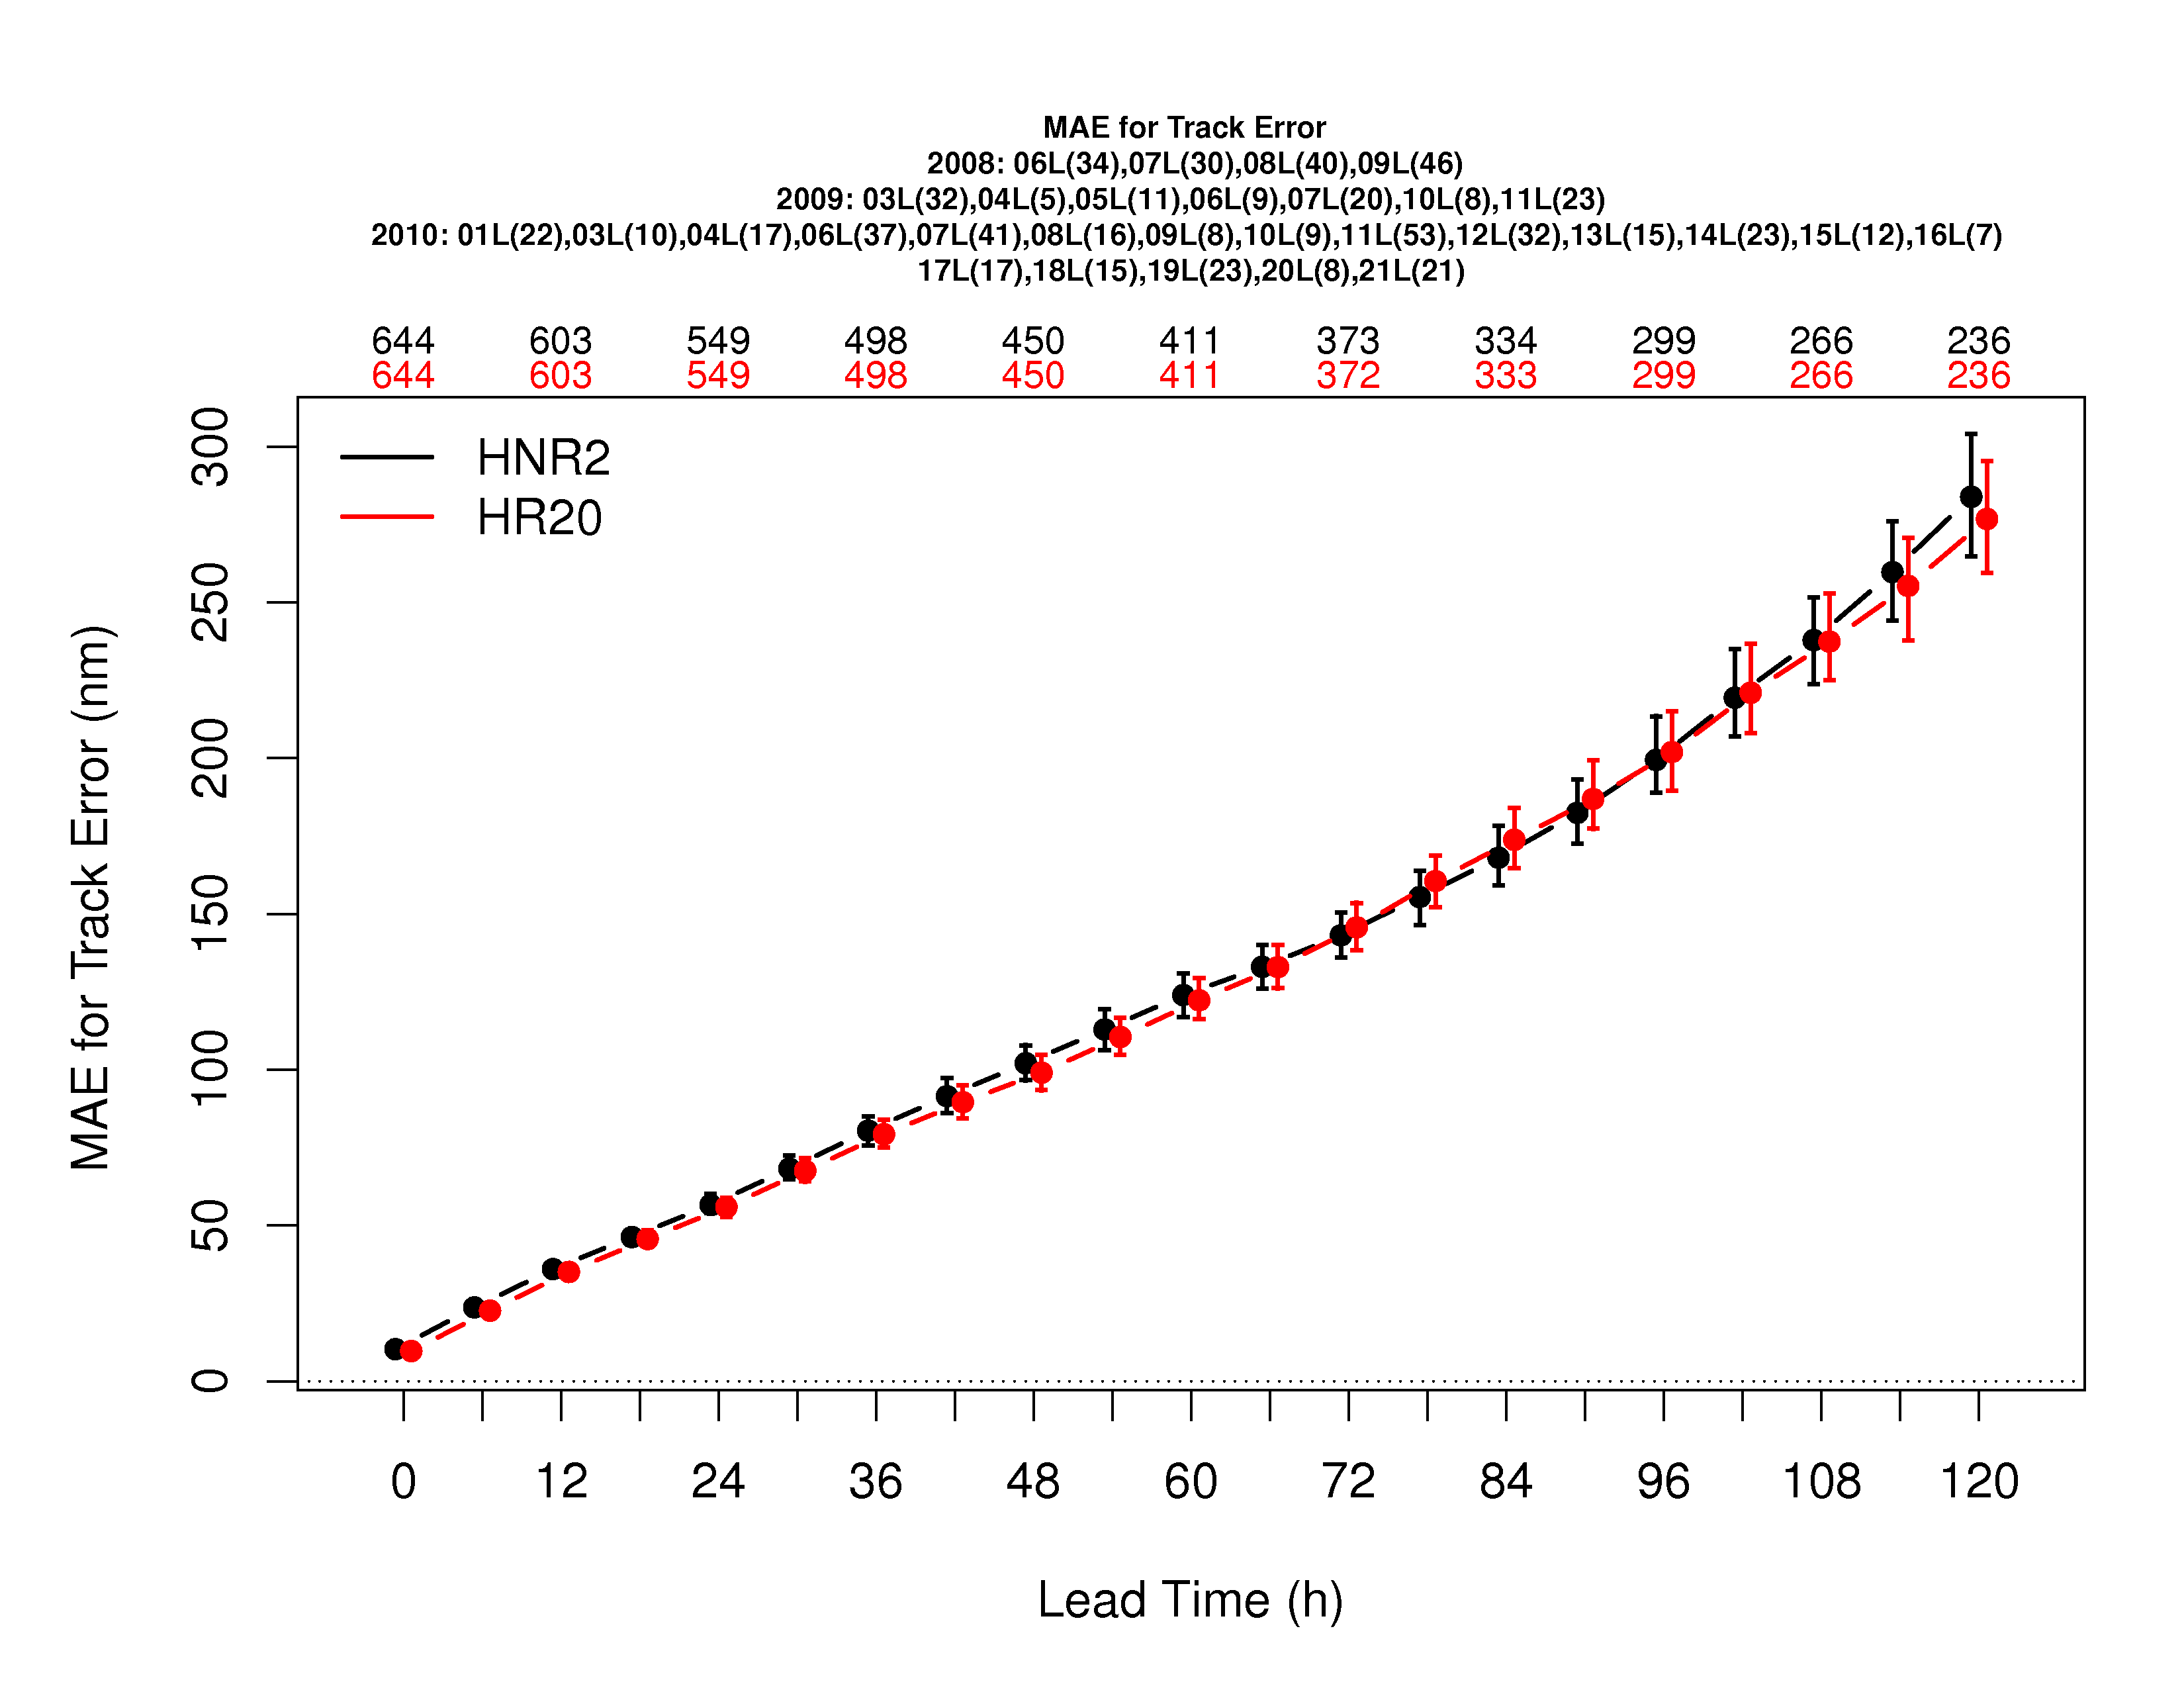 MAE for Track Error
2008: 06L(34),07L(30),08L(40),09L(46)
2009: 03L(32),04L(5),05L(11),06L(9),07L(20),10L(8),11L(23)
2010: 01L(22),03L(10),04L(17),06L(37),07L(41),08L(16),09L(8),10L(9),11L(53),12L(32),13L(15),14L(23),15L(12),16L(7)
17L(17),18L(15),19L(23),20L(8),21L(21)
644 603 549 498 450 411 373 334 299 266 236
644 603 549 498 450 411 372 333 299 266 236
HNR2
HR20
MAE for Track Error (nm)
300
250
200
150
100
50
0
0 12 24 36 48 60 72 84 96 108 120
Lead Time (h)